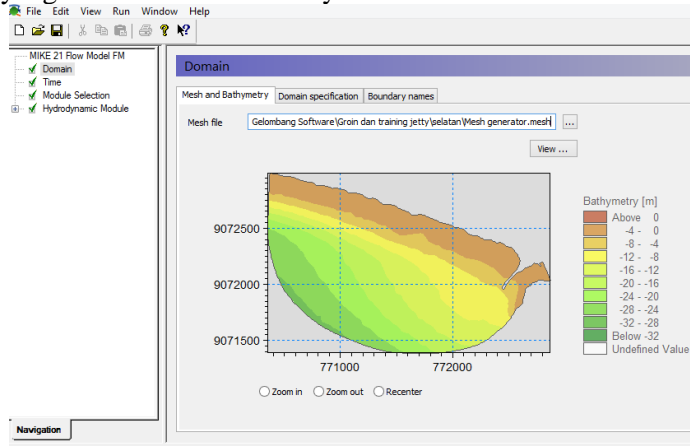 File Edit View Run Window Help
MIKE 21 Flow Model FM
Domain
Time
Module Selection
Hydrodynamic Module
Domain
Mesh and Bathymetry Domain specification Boundary names
Mesh file Gelombang Software\Groin dan training jetty\selatan\Mesh generator.mesh ...
View ...
Bathymetry [m]
Above 0
-4 - 0
-8 - -4
-12 - -8
-16 - -12
-20 - -16
-24 - -20
-28 - -24
-32 - -28
Below -32
Undefined Value
9072500
9072000
9071500
771000 772000
Zoom in Zoom out Recenter
Navigation